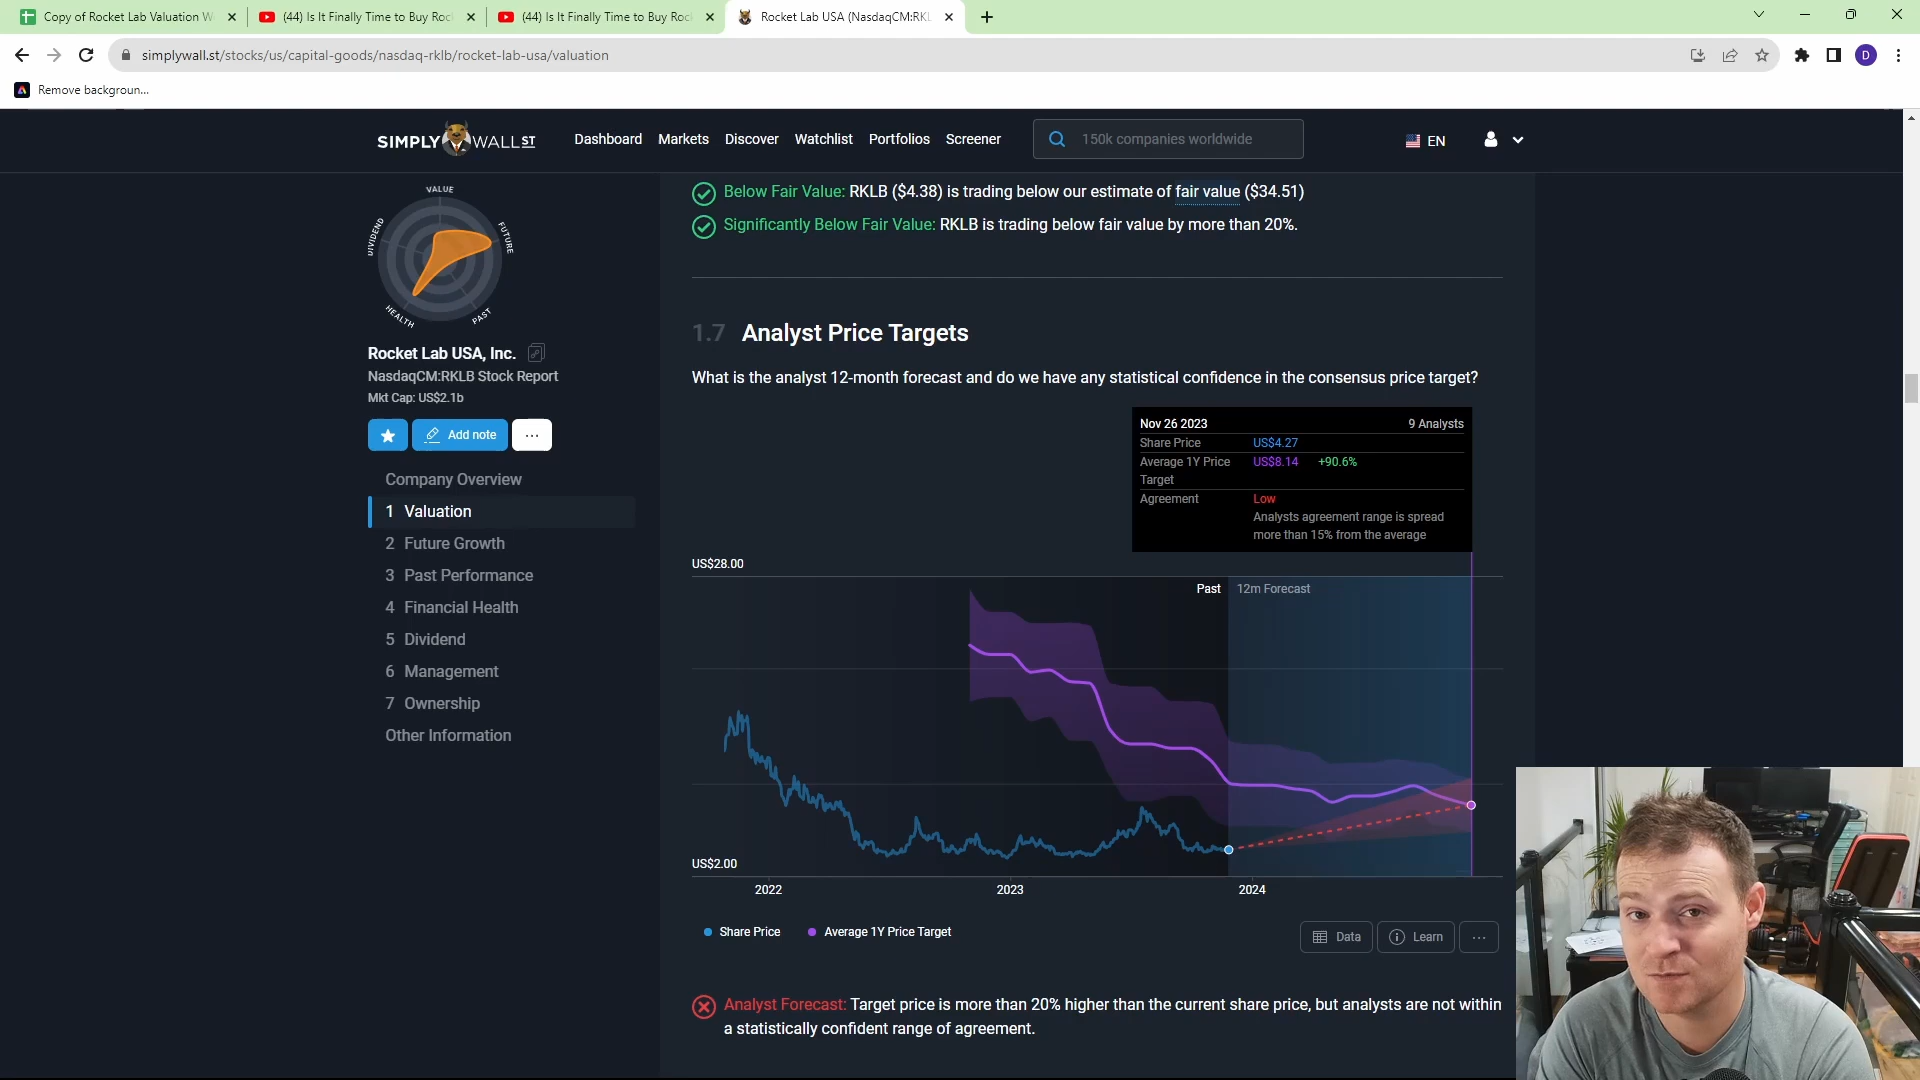 Copy of Rocket Lab Valuation W
(44) Is It Finally Time to Buy Roc
(44) Is It Finally Time to Buy Roc
Rocket Lab USA (NasdaqCM:RKL
simplywall.st/stocks/us/capital-goods/nasdaq-rklb/rocket-lab-usa/valuation
D
Remove backgroun...
SIMPLY WALL ST
Dashboard
Markets
Discover
Watchlist
Portfolios
Screener
150k companies worldwide
EN
VALUE
FUTURE
PAST
HEALTH
DIVIDEND
Rocket Lab USA, Inc.
NasdaqCM:RKLB Stock Report
Mkt Cap: US$2.1b
Add note
...
Company Overview
1 Valuation
2 Future Growth
3 Past Performance
4 Financial Health
5 Dividend
6 Management
7 Ownership
Other Information
Below Fair Value: RKLB ($4.38) is trading below our estimate of fair value ($34.51)
Significantly Below Fair Value: RKLB is trading below fair value by more than 20%.
1.7 Analyst Price Targets
What is the analyst 12-month forecast and do we have any statistical confidence in the consensus price target?
Nov 26 2023 9 Analysts
Share Price US$4.27
Average 1Y Price US$8.14 +90.6%
Target
Agreement Low
Analysts agreement range is spread
more than 15% from the average
US$28.00
Past 12m Forecast
US$2.00
2022 2023 2024
Share Price
Average 1Y Price Target
Data
Learn
...
Analyst Forecast: Target price is more than 20% higher than the current share price, but analysts are not within
a statistically confident range of agreement.